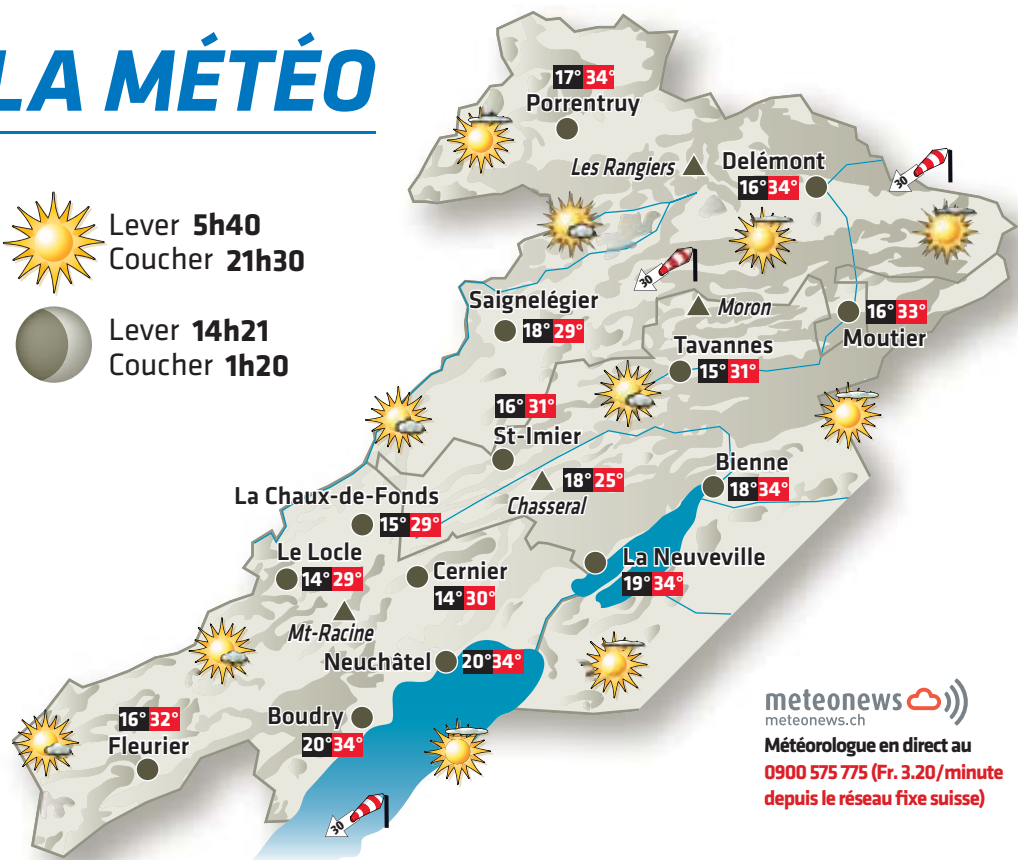 LA MÉTÉO
Lever 5h40
Coucher 21h30
Lever 14h21
Coucher 1h20
17° 34°
Porrentruy
Les Rangiers
Delémont
16° 34°
30
30
Saignelégier
18° 29°
Moron
16° 33°
Moutier
Tavannes
15° 31°
16° 31°
St-Imier
18° 25°
Chasseral
Bienne
18° 34°
La Chaux-de-Fonds
15° 29°
Le Locle
14° 29°
Cernier
14° 30°
La Neuveville
19° 34°
Mt-Racine
Neuchâtel
20° 34°
Boudry
20° 34°
16° 32°
Fleurier
30
meteonews
meteonews.ch
Météorologue en direct au
0900 575 775 (Fr. 3.20/minute
depuis le réseau fixe suisse)